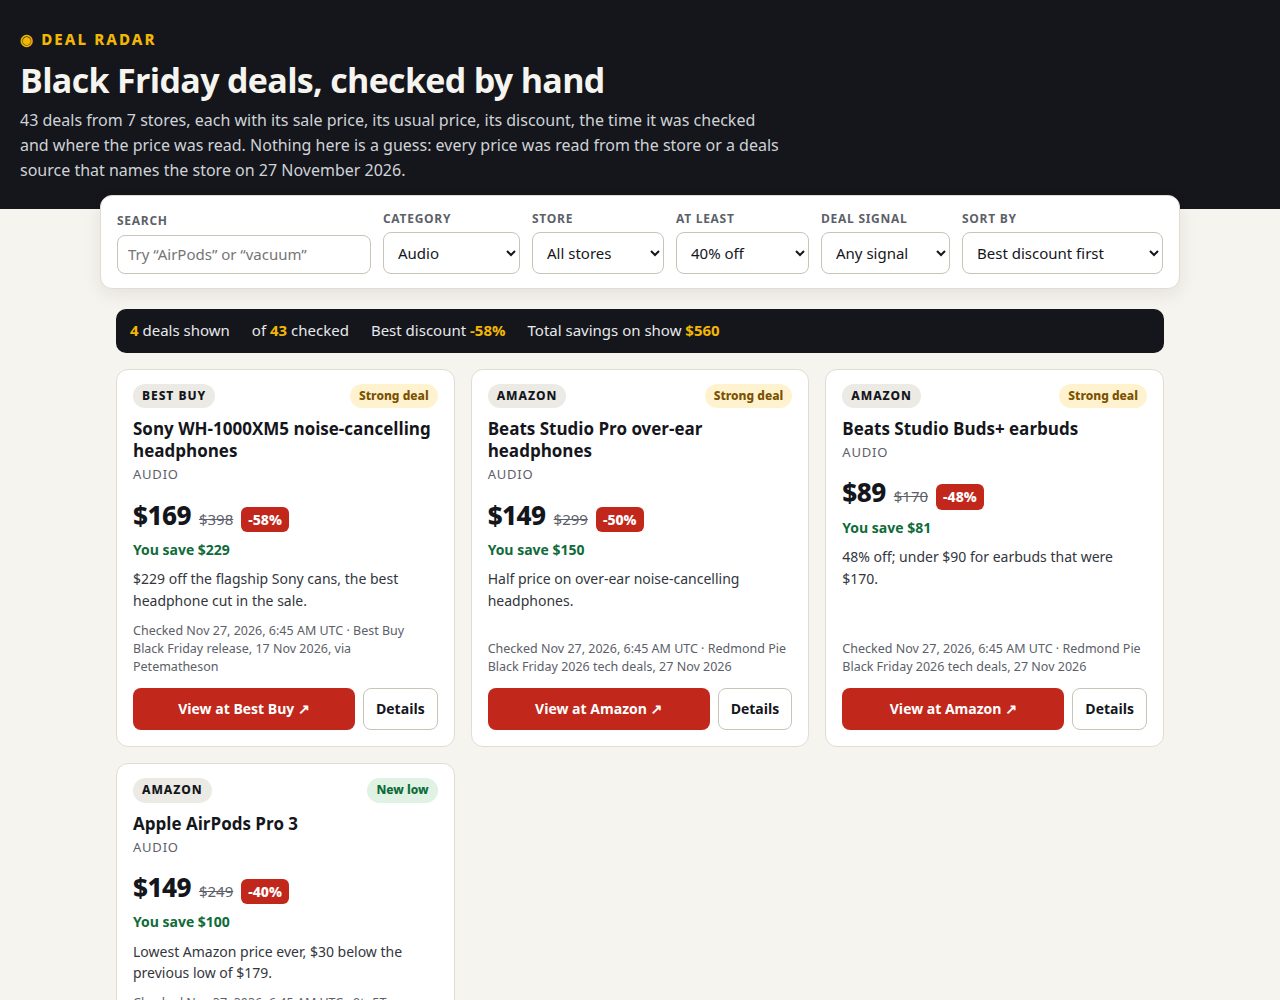 ◉ DEAL RADAR
Black Friday deals, checked by hand
43 deals from 7 stores, each with its sale price, its usual price, its discount, the time it was checked
and where the price was read. Nothing here is a guess: every price was read from the store or a deals
source that names the store on 27 November 2026.
SEARCH
Try “AirPods” or “vacuum”
CATEGORY
Audio
STORE
All stores
AT LEAST
40% off
DEAL SIGNAL
Any signal
SORT BY
Best discount first
4 deals shown of 43 checked Best discount -58% Total savings on show $560
BEST BUY
Strong deal
Sony WH-1000XM5 noise-cancelling
headphones
AUDIO
$169 $398 -58%
You save $229
$229 off the flagship Sony cans, the best
headphone cut in the sale.
Checked Nov 27, 2026, 6:45 AM UTC · Best Buy
Black Friday release, 17 Nov 2026, via
Petematheson
View at Best Buy ↗
Details
AMAZON
Strong deal
Beats Studio Pro over-ear
headphones
AUDIO
$149 $299 -50%
You save $150
Half price on over-ear noise-cancelling
headphones.
Checked Nov 27, 2026, 6:45 AM UTC · Redmond Pie
Black Friday 2026 tech deals, 27 Nov 2026
View at Amazon ↗
Details
AMAZON
Strong deal
Beats Studio Buds+ earbuds
AUDIO
$89 $170 -48%
You save $81
48% off; under $90 for earbuds that were
$170.
Checked Nov 27, 2026, 6:45 AM UTC · Redmond Pie
Black Friday 2026 tech deals, 27 Nov 2026
View at Amazon ↗
Details
AMAZON
New low
Apple AirPods Pro 3
AUDIO
$149 $249 -40%
You save $100
Lowest Amazon price ever, $30 below the
previous low of $179.